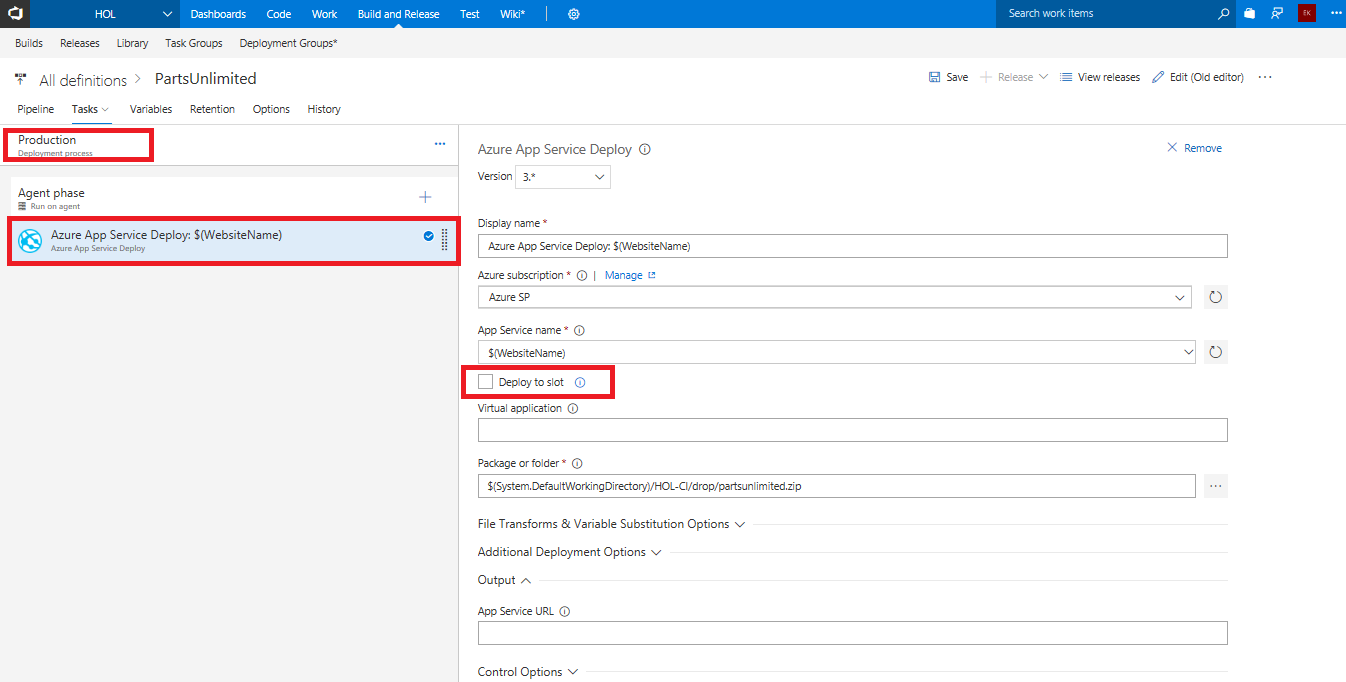 HOL Dashboards Code Work Build and Release Test Wiki* Search work items EK
Builds Releases Library Task Groups Deployment Groups*
All definitions > PartsUnlimited Save Release View releases Edit (Old editor) ...
Pipeline Tasks Variables Retention Options History
Production
Deployment process
Agent phase
Run on agent
Azure App Service Deploy: $(WebsiteName)
Azure App Service Deploy
Azure App Service Deploy Remove
Version 3.*
Display name *
Azure App Service Deploy: $(WebsiteName)
Azure subscription * | Manage
Azure SP
App Service name *
$(WebsiteName)
Deploy to slot
Virtual application
Package or folder *
$(System.DefaultWorkingDirectory)/HOL-CI/drop/partsunlimited.zip
File Transforms & Variable Substitution Options
Additional Deployment Options
Output
App Service URL
Control Options